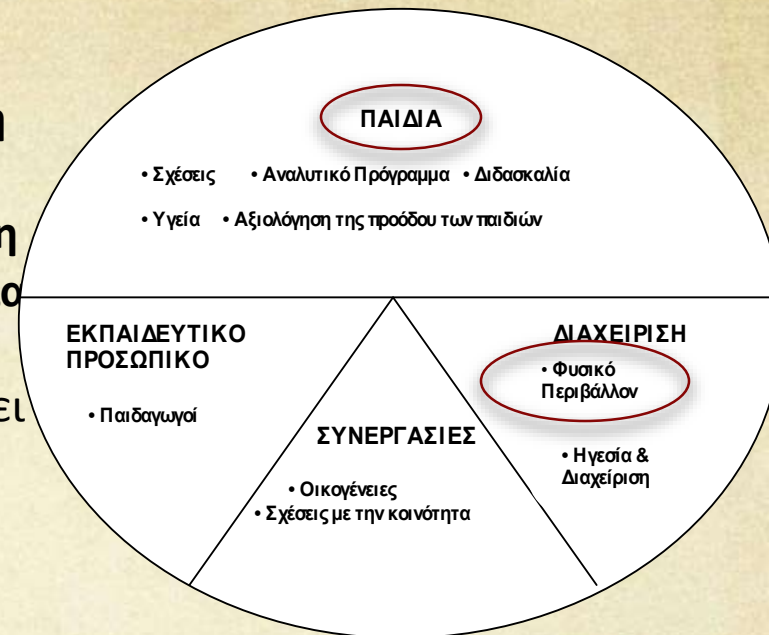 η
η
α
ει
ΠΑΙΔΙΑ
• Σχέσεις • Αναλυτικό Πρόγραμμα • Διδασκαλία
• Υγεία • Αξιολόγηση της προόδου των παιδιών
ΕΚΠΑΙΔΕΥΤΙΚΟ
ΠΡΟΣΩΠΙΚΟ
• Παιδαγωγοί
ΣΥΝΕΡΓΑΣΙΕΣ
• Οικογένειες
• Σχέσεις με την κοινότητα
ΔΙΑΧΕΙΡΙΣΗ
• Φυσικό
Περιβάλλον
• Ηγεσία &
Διαχείριση